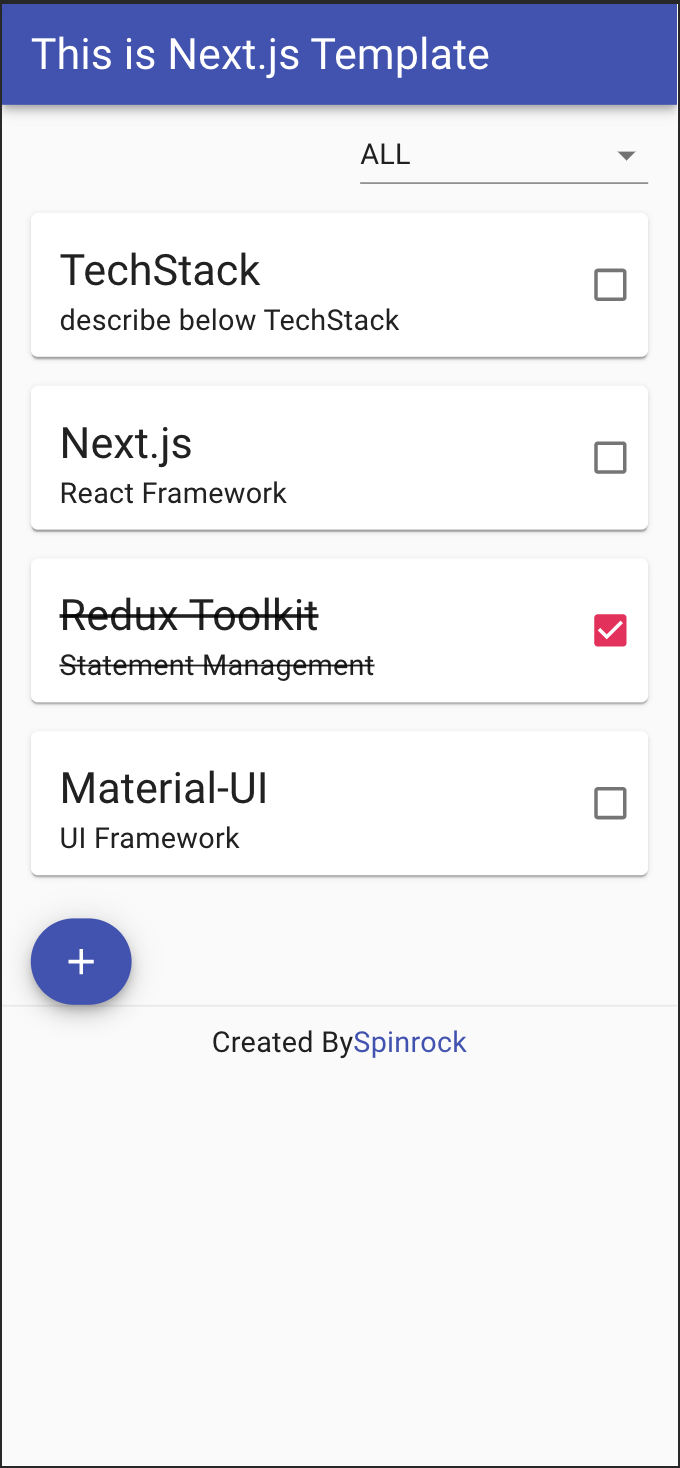 This is Next.js Template
ALL
TechStack
describe below TechStack
Next.js
React Framework
Redux Toolkit
Statement Management
Material-UI
UI Framework
+
Created BySpinrock